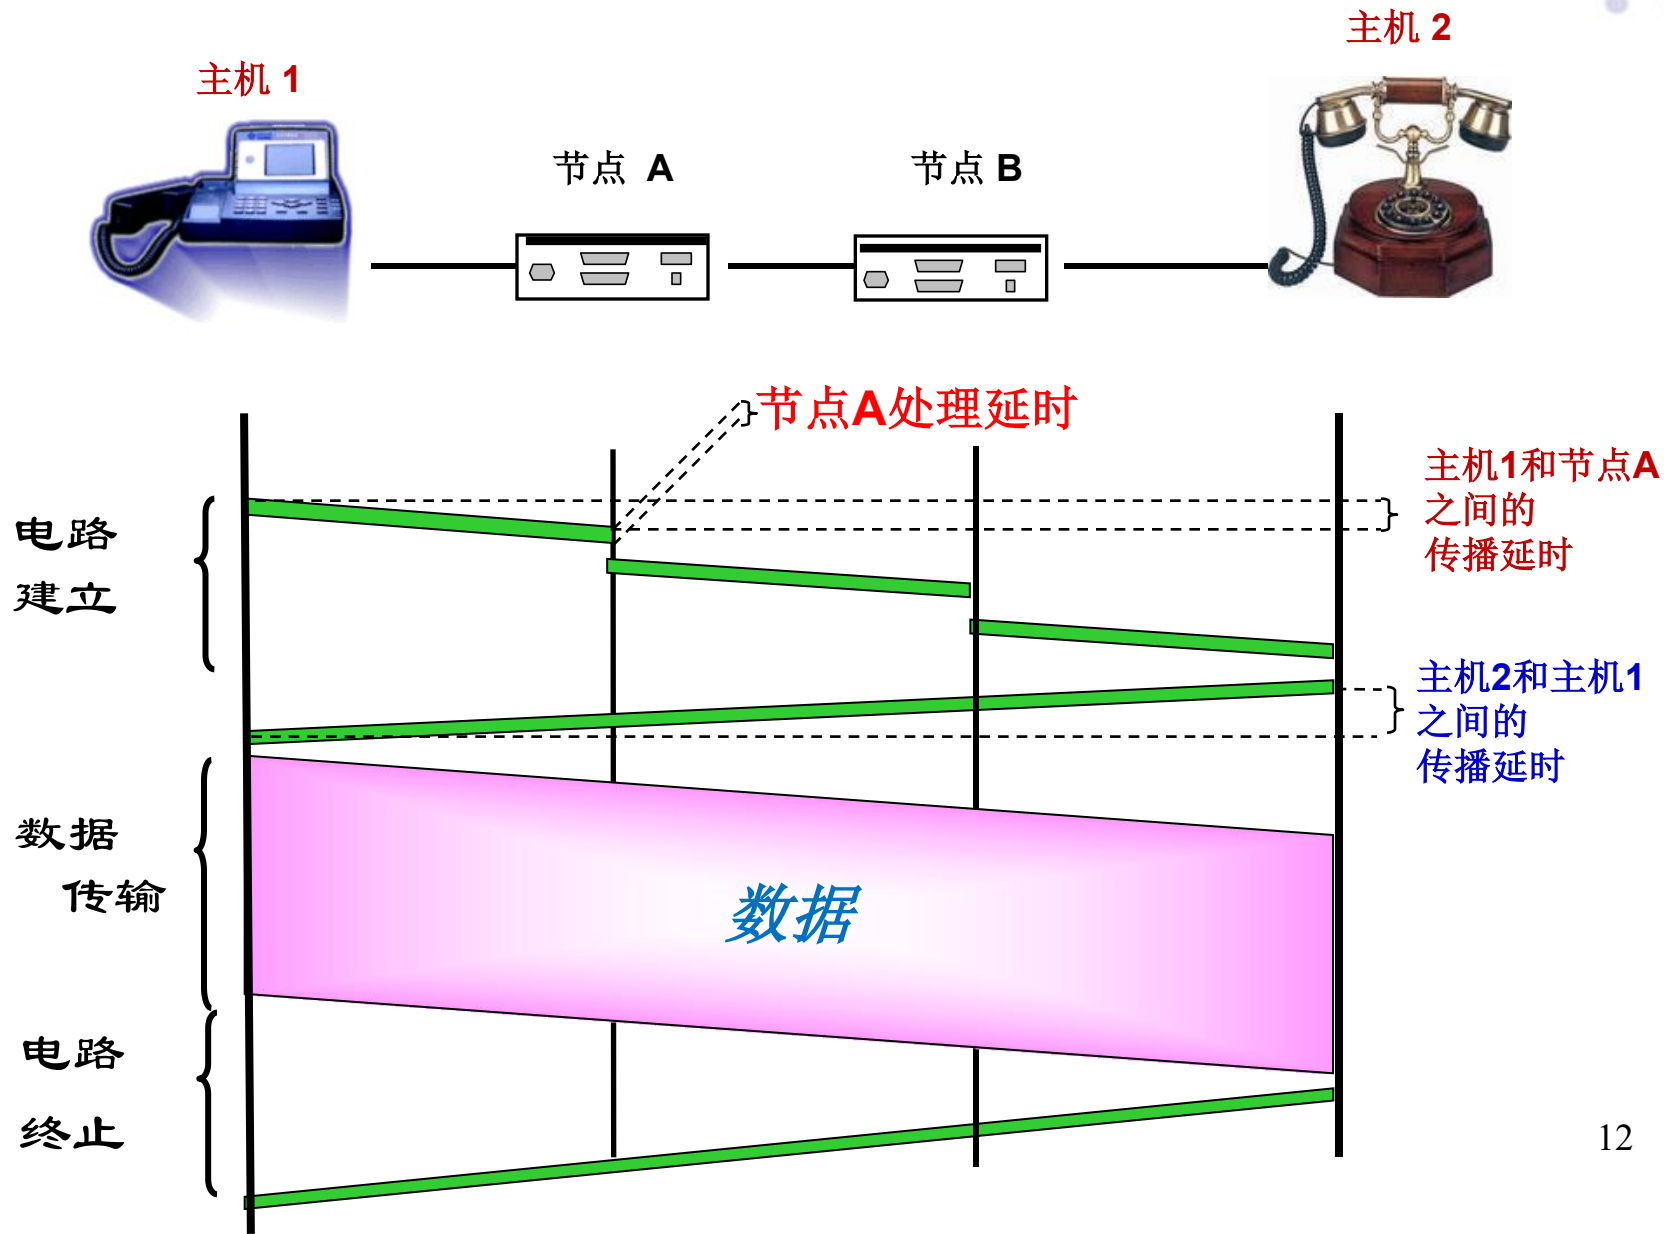 主机 2
主机 1
节点 A
节点 B
节点A处理延时
主机1和节点A
之间的
传播延时
电路
建立
主机2和主机1
之间的
传播延时
数据
传输
数据
电路
终止
12